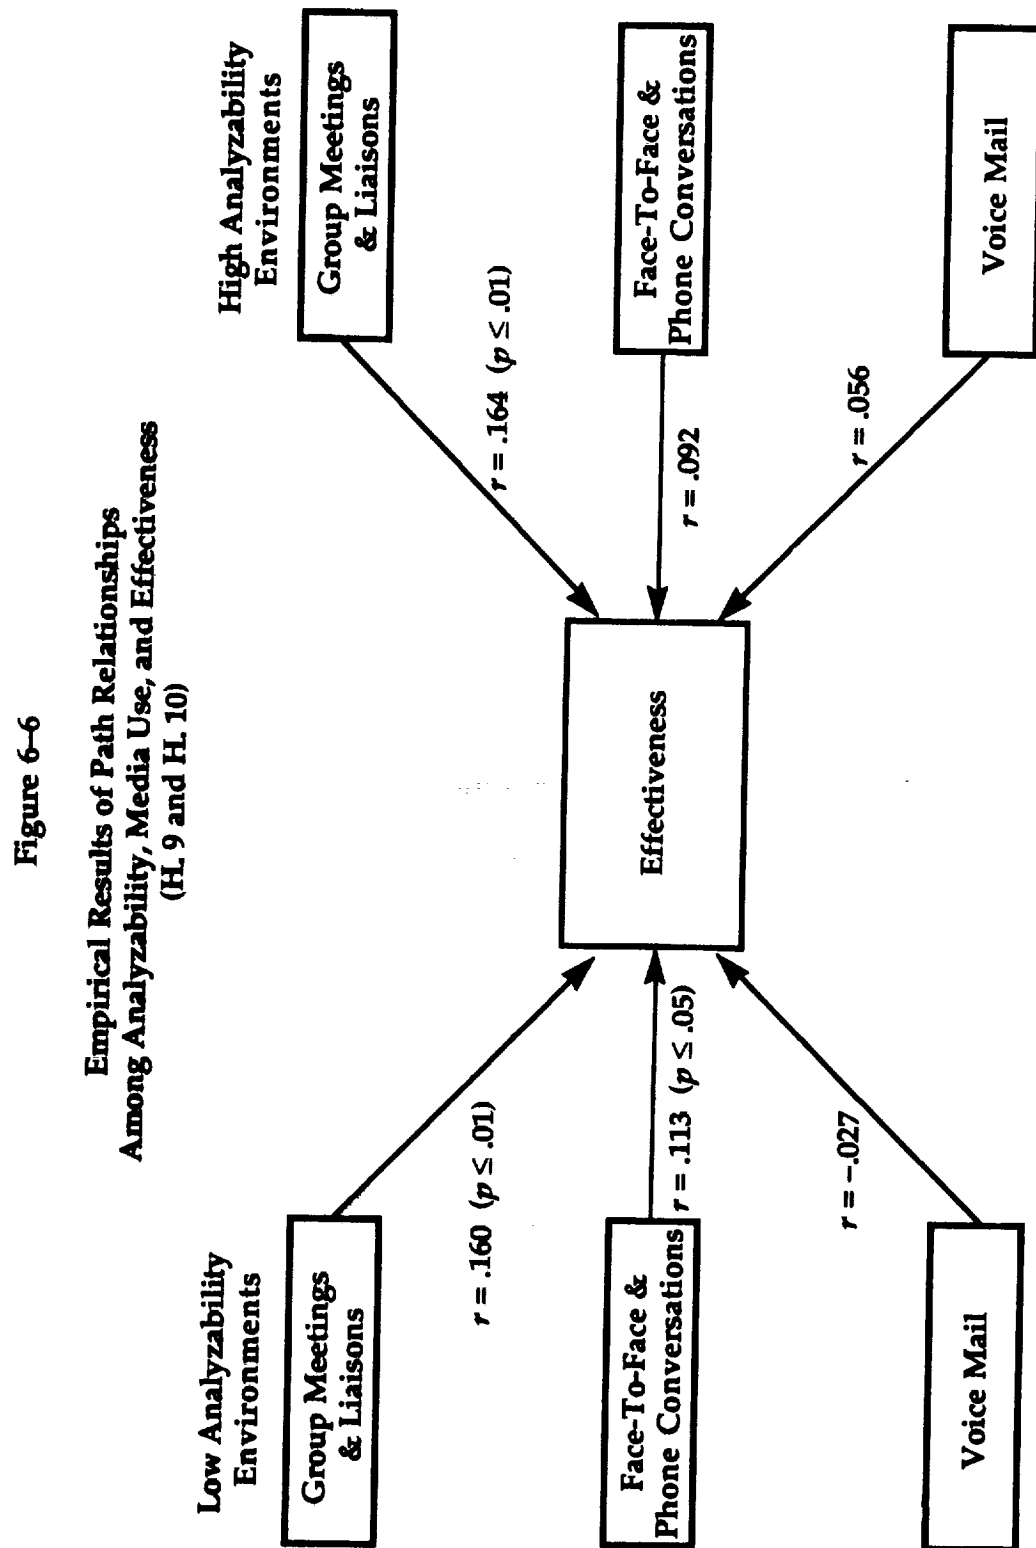 Figure 6–6
Empirical Results of Path Relationships
Among Analyzability, Media Use, and Effectiveness
(H. 9 and H. 10)
Low Analyzability
Environments
Group Meetings
& Liaisons
r = .160 (p ≤ .01)
Face-To-Face &
Phone Conversations
r = .113 (p ≤ .05)
Voice Mail
r = –.027
Effectiveness
High Analyzability
Environments
Group Meetings
& Liaisons
r = .164 (p ≤ .01)
Face-To-Face &
Phone Conversations
r = .092
Voice Mail
r = .056